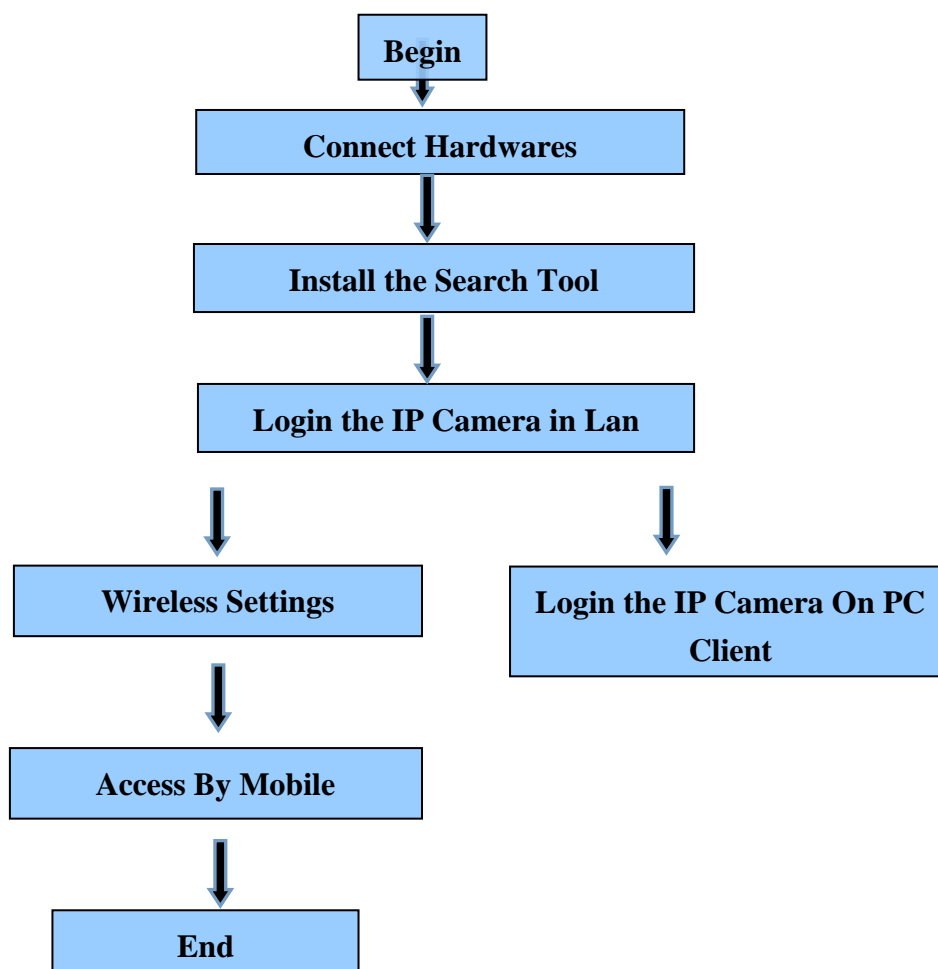 Begin
Connect Hardwares
Install the Search Tool
Login the IP Camera in Lan
Wireless Settings
Login the IP Camera On PC
Client
Access By Mobile
End